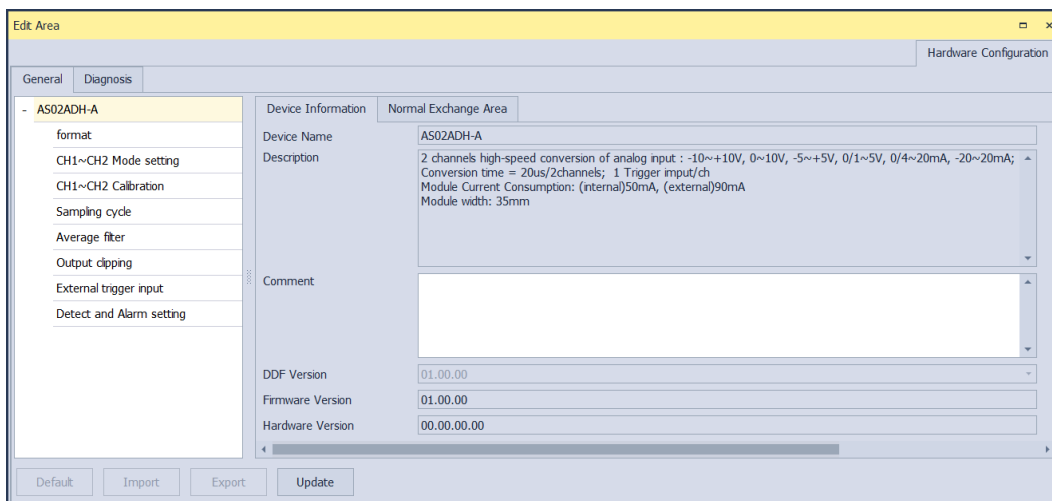 Edit Area
Hardware Configuration
General Diagnosis
- AS02ADH-A
format
CH1~CH2 Mode setting
CH1~CH2 Calibration
Sampling cycle
Average filter
Output clipping
External trigger input
Detect and Alarm setting
Device Information Normal Exchange Area
Device Name AS02ADH-A
Description 2 channels high-speed conversion of analog input : -10~+10V, 0~10V, -5~+5V, 0/1~5V, 0/4~20mA, -20~20mA;
Conversion time = 20us/2channels; 1 Trigger imput/ch
Module Current Consumption: (internal)50mA, (external)90mA
Module width: 35mm
Comment
DDF Version 01.00.00
Firmware Version 01.00.00
Hardware Version 00.00.00.00
Default Import Export Update